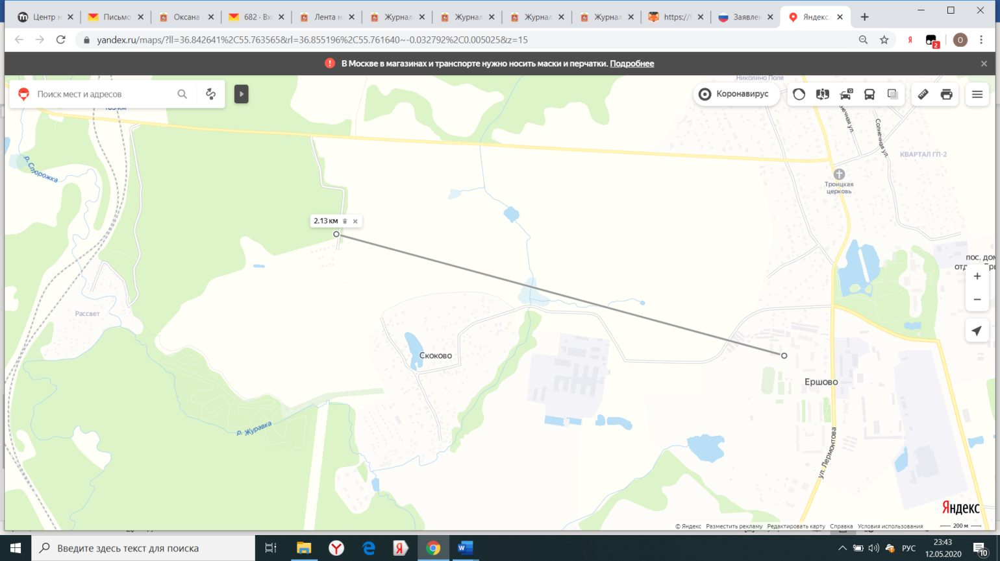 Центр н
Письмо
Оксана
682 · Вх
Лента н
Журнал
Журнал
Журнал
Журнал
https://f
Заявлен
Яндекс.
yandex.ru/maps/?ll=36.842641%2C55.763565&rl=36.855196%2C55.761640~-0.032792%2C0.005025&z=15
Я
2
О
В Москве в магазинах и транспорте нужно носить маски и перчатки. Подробнее
Николино Поле
Поиск мест и адресов
Коронавирус
Солнечная ул.
КВАРТАЛ ГП-2
р. Сторожка
Троицкая
церковь
2.13 км
пос. дом
Рассвет
Скоково
Ершово
р. Журавка
ул. Лермонтова
Яндекс
© Яндекс Разместить рекламу Редактировать карту Справка Условия использования
200 м
Введите здесь текст для поиска
РУС
23:43
12.05.2020
10